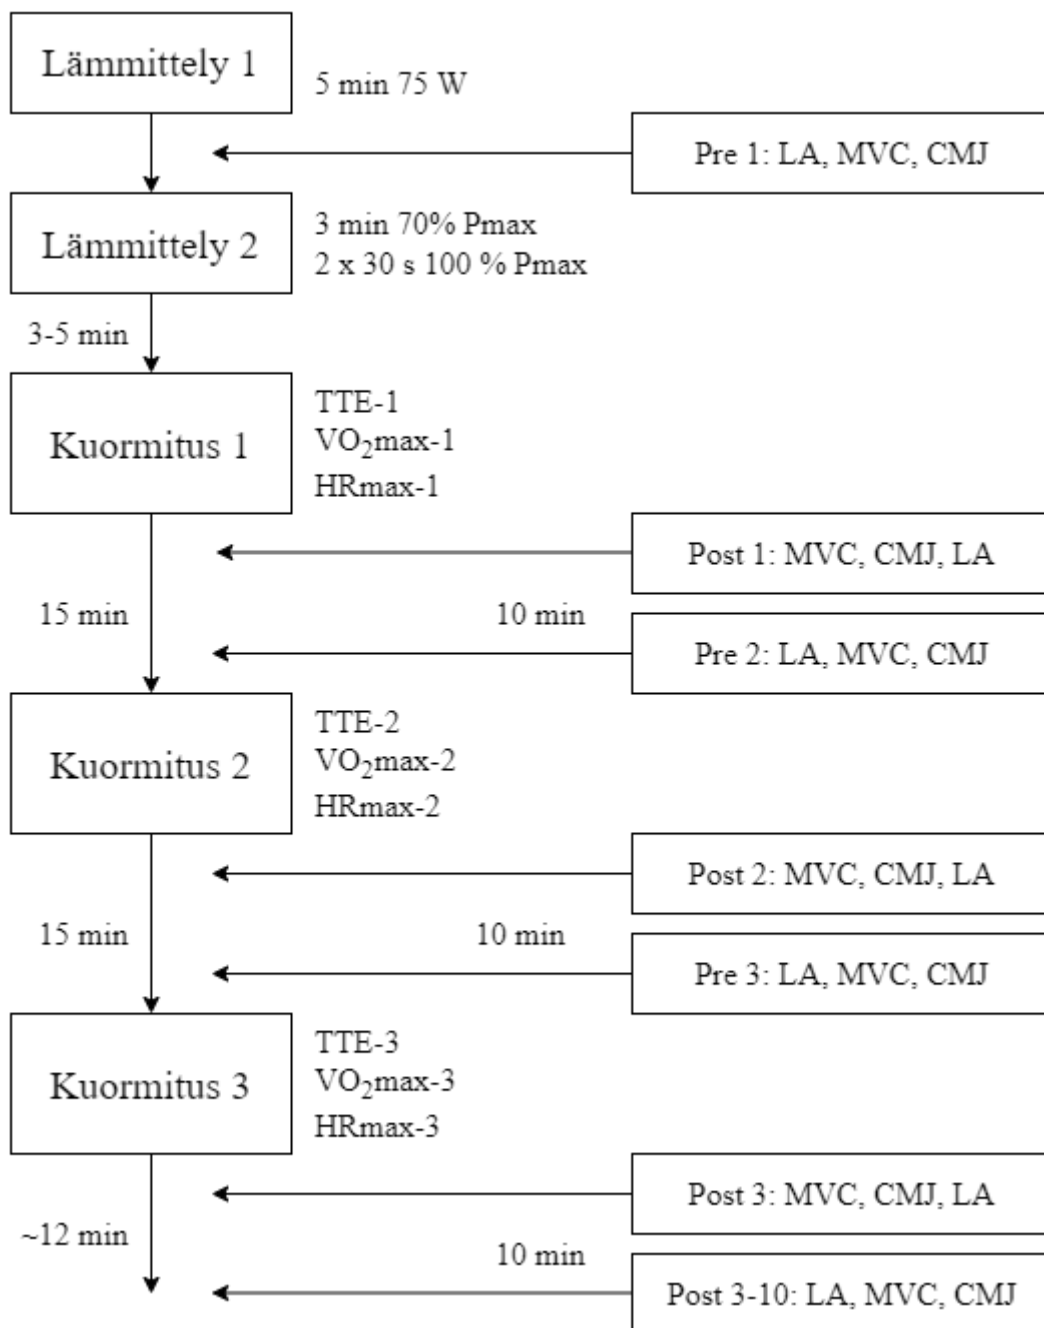 Lämmittely 1
5 min 75 W
Pre 1: LA, MVC, CMJ
Lämmittely 2
3 min 70% Pmax
2 x 30 s 100 % Pmax
3-5 min
Kuormitus 1
TTE-1
VO₂max-1
HRmax-1
Post 1: MVC, CMJ, LA
15 min
10 min
Pre 2: LA, MVC, CMJ
Kuormitus 2
TTE-2
VO₂max-2
HRmax-2
Post 2: MVC, CMJ, LA
15 min
10 min
Pre 3: LA, MVC, CMJ
Kuormitus 3
TTE-3
VO₂max-3
HRmax-3
Post 3: MVC, CMJ, LA
~12 min
10 min
Post 3-10: LA, MVC, CMJ